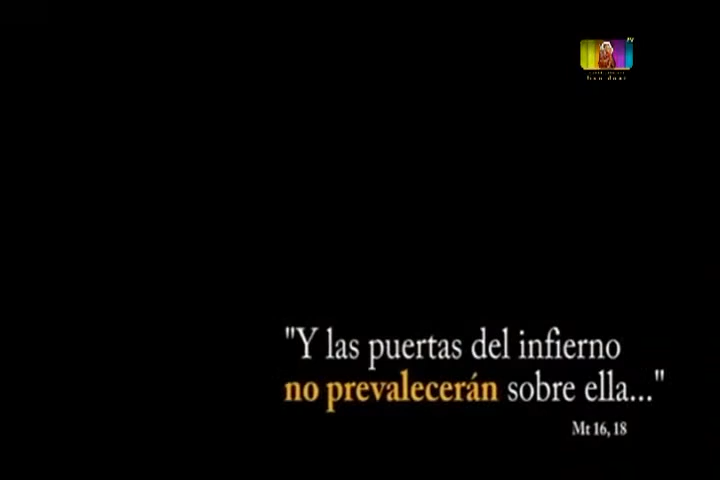 "Y las puertas del infierno
no prevalecerán sobre ella..."
Mt 16, 18